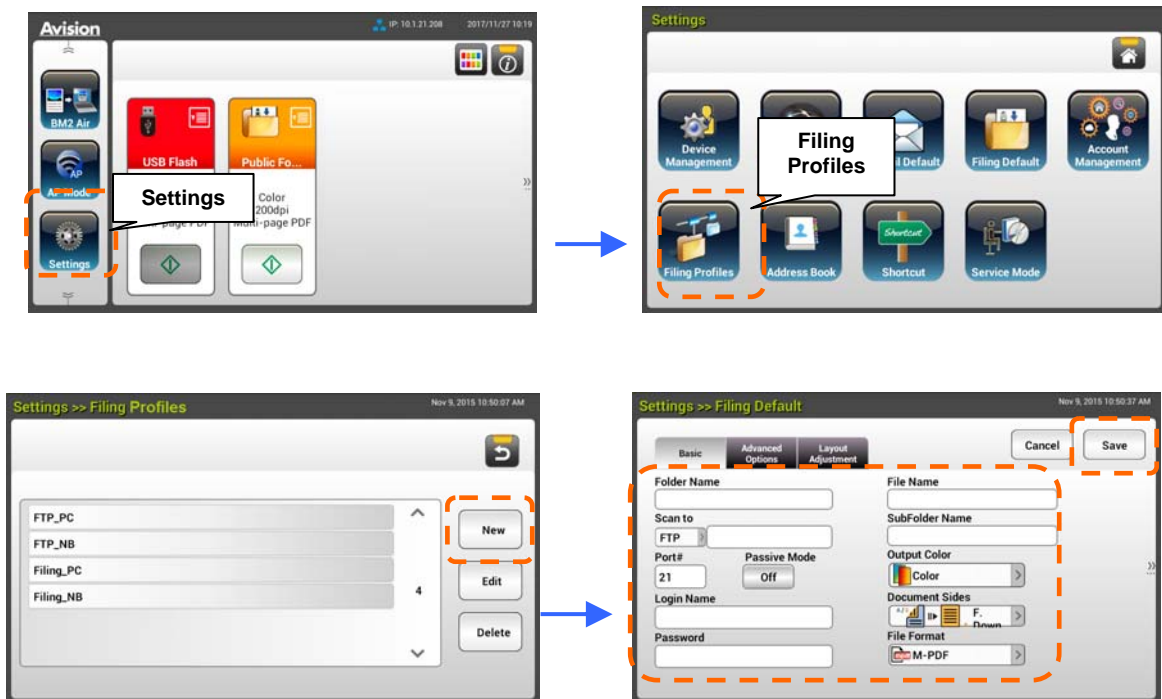 Avision
IP: 10.1.21.208 2017/11/27 10:19
BM2 Air
AP Mode
Settings
USB Flash
Public Fo...
Color
200dpi
Multi-page PDF
Settings
Settings
Device Management
Filing Default
Account Management
Filing Profiles
Filing Profiles
Address Book
Shortcut
Shortcut
Service Mode
Settings >> Filing Profiles
Nov 9, 2015 10:50:07 AM
FTP_PC
FTP_NB
Filing_PC
Filing_NB
4
New
Edit
Delete
Settings >> Filing Default
Nov 9, 2015 10:50:37 AM
Basic
Advanced Options
Layout Adjustment
Cancel
Save
Folder Name
File Name
Scan to
SubFolder Name
FTP
Port#
Passive Mode
Output Color
21
Off
Color
Login Name
Document Sides
F.
Down
Password
File Format
M-PDF